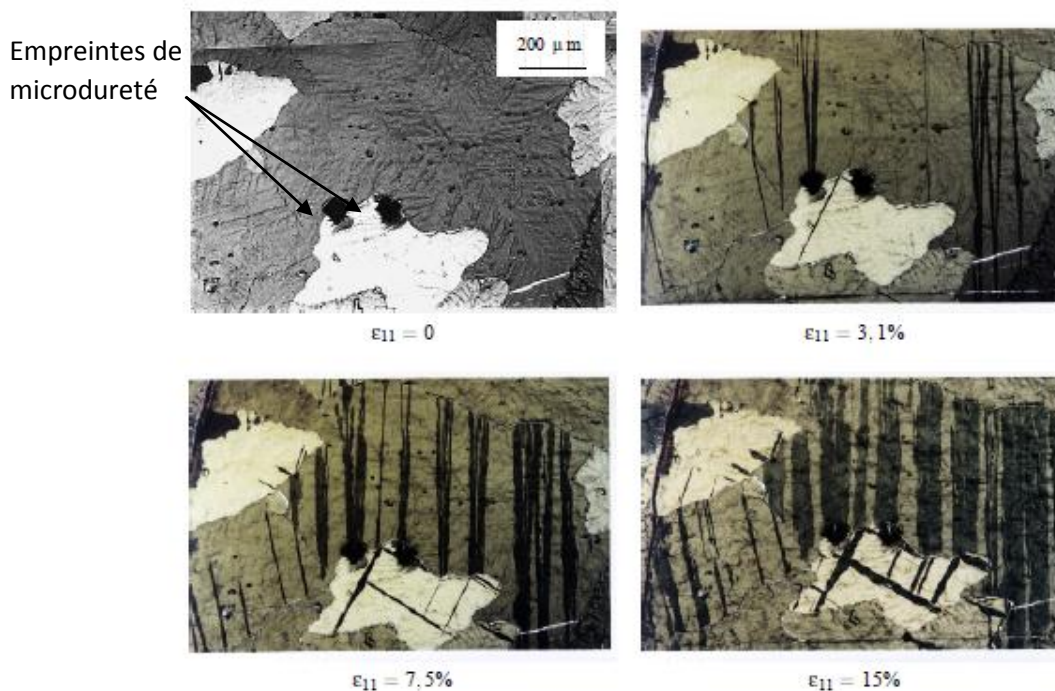 Empreintes de
microdureté
200 μm
ε₁₁ = 0
ε₁₁ = 3,1%
ε₁₁ = 7,5%
ε₁₁ = 15%